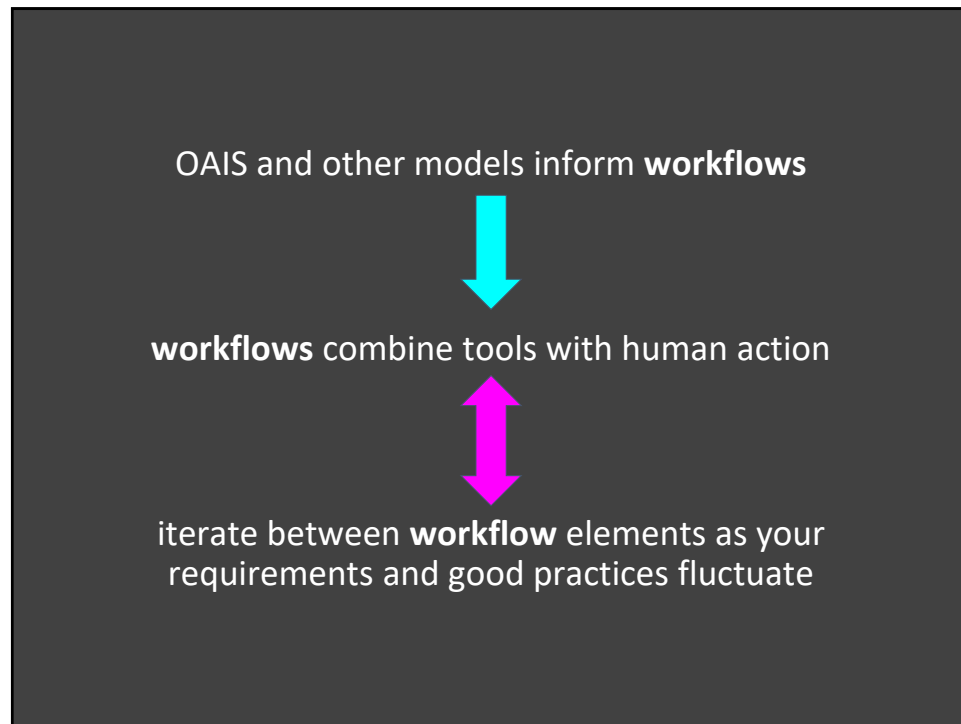 OAIS and other models inform workflows
workflows combine tools with human action
iterate between workflow elements as your
requirements and good practices fluctuate